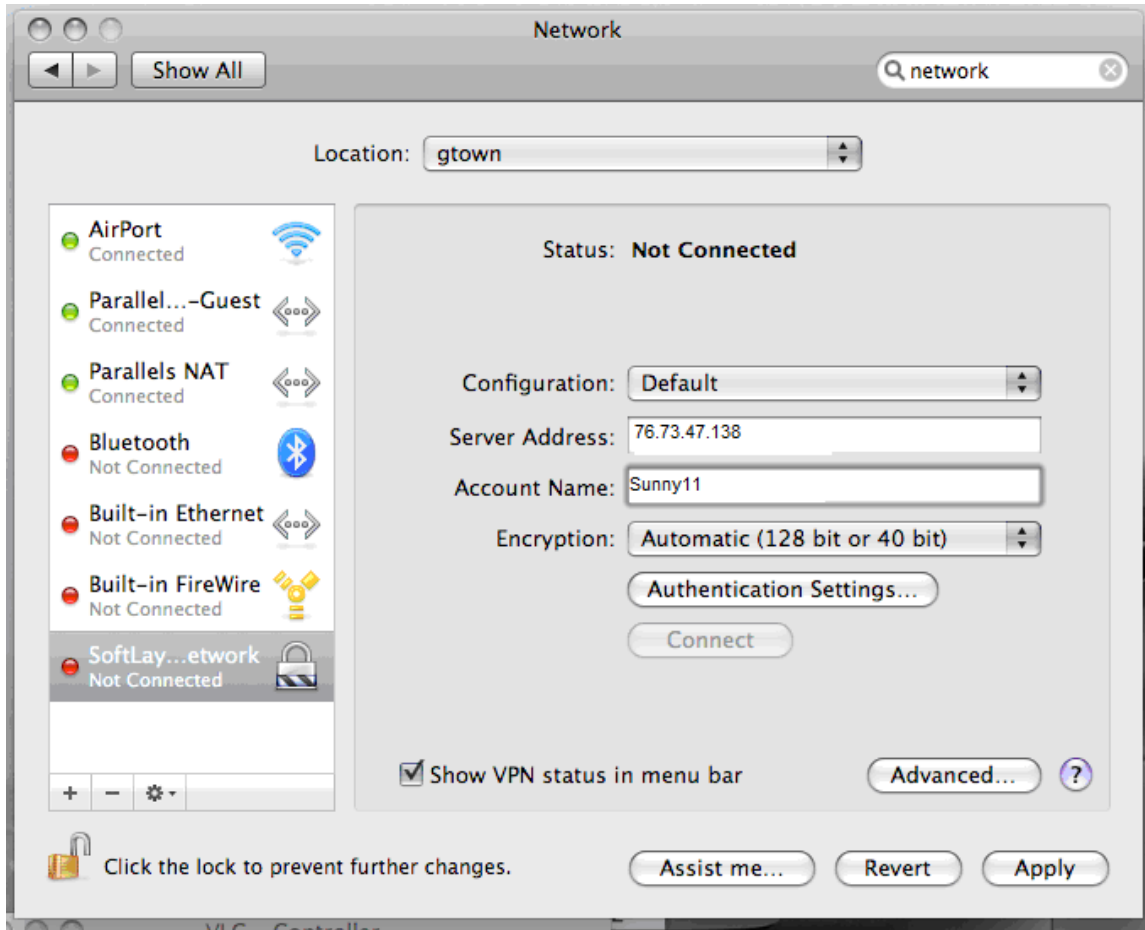 Network
Show All
network
Location: gtown
AirPort
Connected
Parallel...-Guest
Connected
Parallels NAT
Connected
Bluetooth
Not Connected
Built-in Ethernet
Not Connected
Built-in FireWire
Not Connected
SoftLay...etwork
Not Connected
Status: Not Connected
Configuration: Default
Server Address: 76.73.47.138
Account Name: Sunny11
Encryption: Automatic (128 bit or 40 bit)
Authentication Settings...
Connect
Show VPN status in menu bar
Advanced...
?
Click the lock to prevent further changes.
Assist me...
Revert
Apply
VLC - Controller